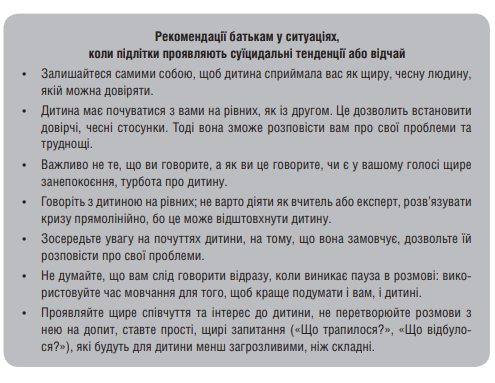 Рекомендації батькам у ситуаціях,
коли підлітки проявляють суїцидальні тенденції або відчай
• Залишайтеся самими собою, щоб дитина сприймала вас як щиру, чесну людину,
якій можна довіряти.
• Дитина має почуватися з вами на рівних, як із другом. Це дозволить встановити
довірчі, чесні стосунки. Тоді вона зможе розповісти вам про свої проблеми та
труднощі.
• Важливо не те, що ви говорите, а як ви це говорите, чи є у вашому голосі щире
занепокоєння, турбота про дитину.
• Говоріть з дитиною на рівних; не варто діяти як вчитель або експерт, розв’язувати
кризу прямолінійно, бо це може відштовхнути дитину.
• Зосередьте увагу на почуттях дитини, на тому, що вона замовчує, дозвольте їй
розповісти про свої проблеми.
• Не думайте, що вам слід говорити відразу, коли виникає пауза в розмові: вико-
ристовуйте час мовчання для того, щоб краще подумати і вам, і дитині.
• Проявляйте щире співчуття та інтерес до дитини, не перетворюйте розмови з
нею на допит, ставте прості, щирі запитання («Що трапилося?», «Що відбуло-
ся?»), які будуть для дитини менш загрозливими, ніж складні.